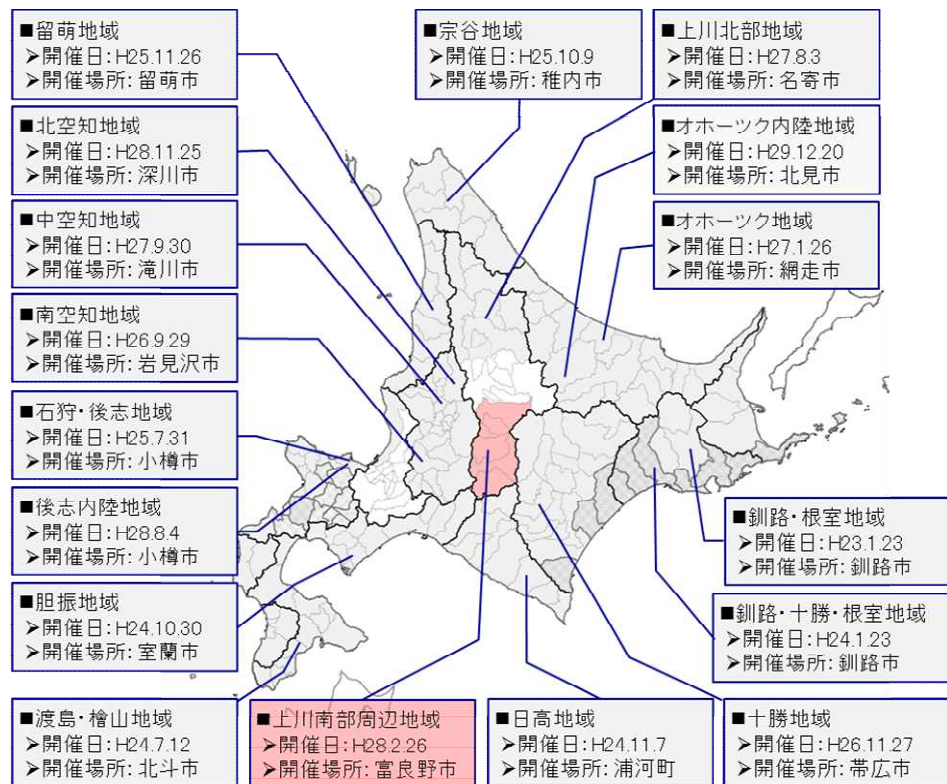 ■留萌地域
➢開催日:H25.11.26
➢開催場所:留萌市
■宗谷地域
➢開催日:H25.10.9
➢開催場所:稚内市
■上川北部地域
➢開催日:H27.8.3
➢開催場所:名寄市
■北空知地域
➢開催日:H28.11.25
➢開催場所:深川市
■オホーツク内陸地域
➢開催日:H29.12.20
➢開催場所:北見市
■中空知地域
➢開催日:H27.9.30
➢開催場所:滝川市
■オホーツク地域
➢開催日:H27.1.26
➢開催場所:網走市
■南空知地域
➢開催日:H26.9.29
➢開催場所:岩見沢市
■石狩・後志地域
➢開催日:H25.7.31
➢開催場所:小樽市
■後志内陸地域
➢開催日:H28.8.4
➢開催場所:小樽市
■釧路・根室地域
➢開催日:H23.1.23
➢開催場所:釧路市
■胆振地域
➢開催日:H24.10.30
➢開催場所:室蘭市
■釧路・十勝・根室地域
➢開催日:H24.1.23
➢開催場所:釧路市
■渡島・檜山地域
➢開催日:H24.7.12
➢開催場所:北斗市
■上川南部周辺地域
➢開催日:H28.2.26
➢開催場所:富良野市
■日高地域
➢開催日:H24.11.7
➢開催場所:浦河町
■十勝地域
➢開催日:H26.11.27
➢開催場所:帯広市